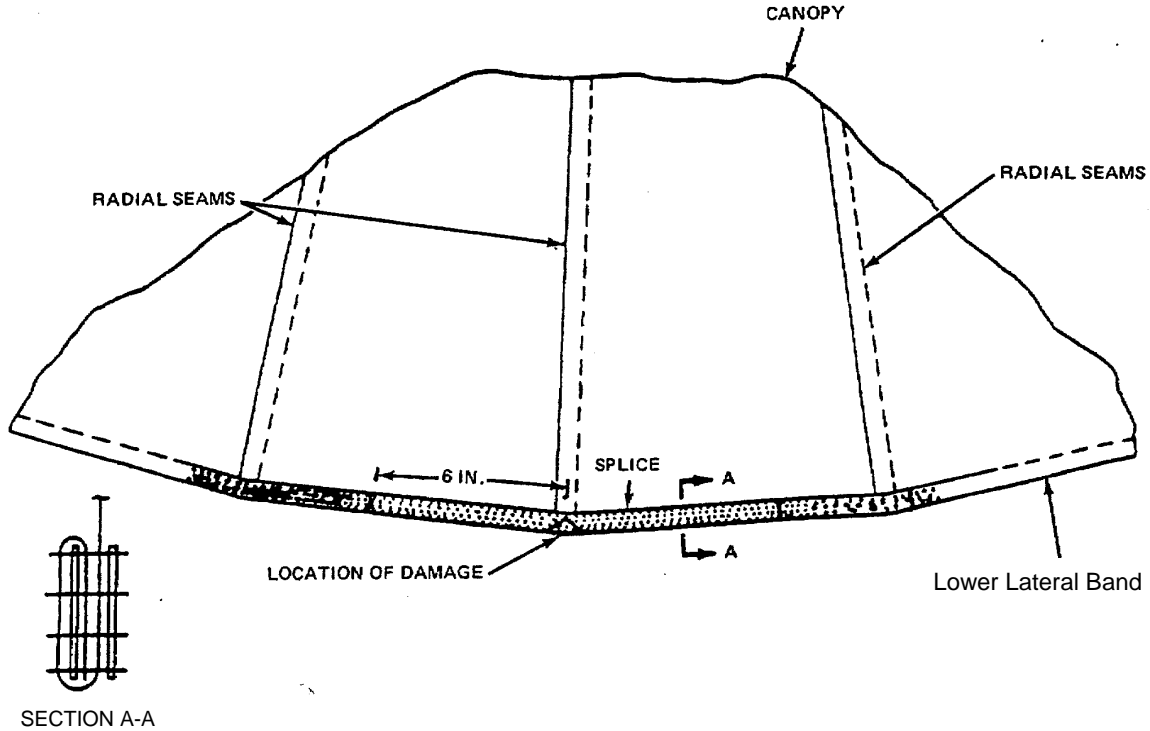 CANOPY
RADIAL SEAMS
RADIAL SEAMS
6 IN.
SPLICE
A
A
LOCATION OF DAMAGE
Lower Lateral Band
SECTION A-A